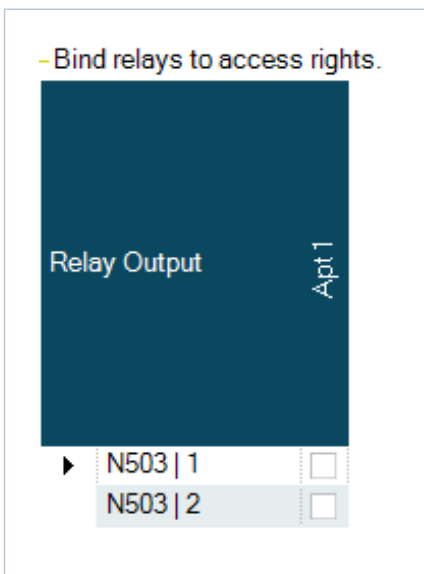 Bind relays to access rights.
Relay Output
Apt 1
N503 | 1
N503 | 2